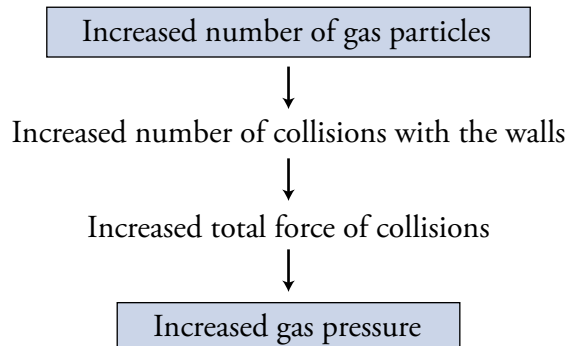 Increased number of gas particles
Increased number of collisions with the walls
Increased total force of collisions
Increased gas pressure